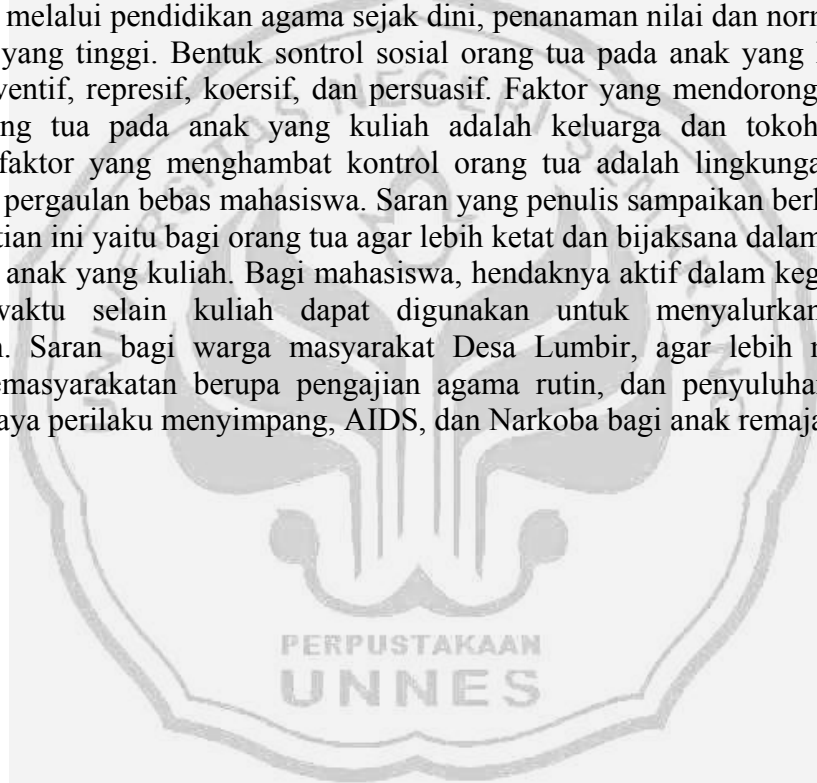 melalui pendidikan agama sejak dini, penanaman nilai dan norm
yang tinggi. Bentuk sontrol sosial orang tua pada anak yang
ventif, represif, koersif, dan persuasif. Faktor yang mendorong
ng tua pada anak yang kuliah adalah keluarga dan tokoh
faktor yang menghambat kontrol orang tua adalah lingkunga
pergaulan bebas mahasiswa. Saran yang penulis sampaikan berl
tian ini yaitu bagi orang tua agar lebih ketat dan bijaksana dalam
anak yang kuliah. Bagi mahasiswa, hendaknya aktif dalam keg
waktu selain kuliah dapat digunakan untuk menyalurkan
. Saran bagi warga masyarakat Desa Lumbir, agar lebih
emasyarakatan berupa pengajian agama rutin, dan penyuluhan
aya perilaku menyimpang, AIDS, dan Narkoba bagi anak remaja
UNIVERSITAS NEGERI SEMARANG
PERPUSTAKAAN
UNNES